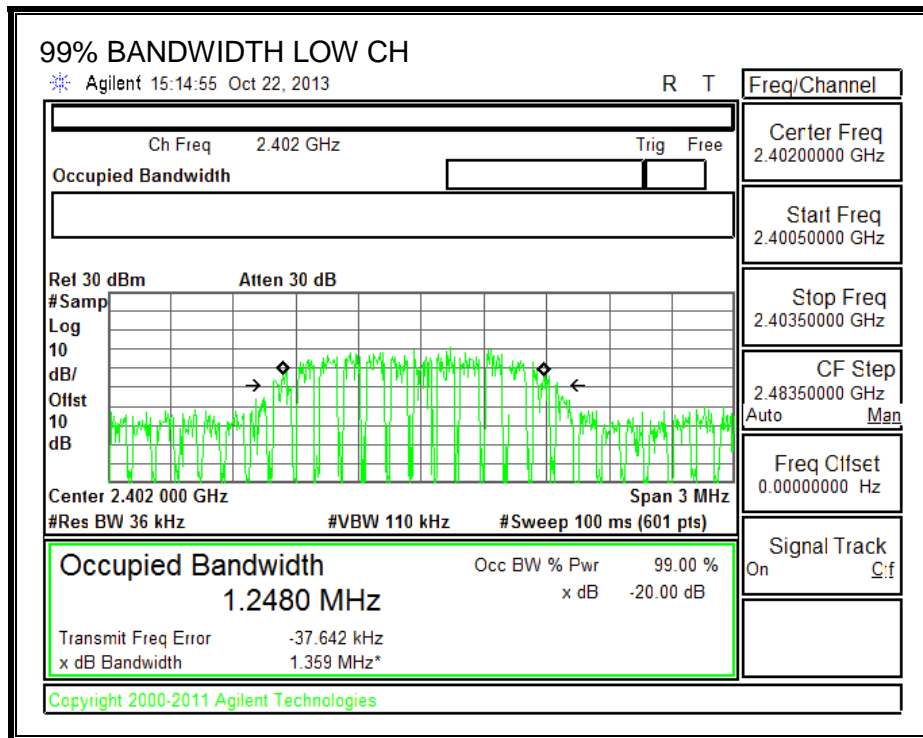 99% BANDWIDTH LOW CH
Agilent 15:14:55 Oct 22, 2013 R T
Freq/Channel
Ch Freq 2.402 GHz Trig Free
Occupied Bandwidth
Center Freq
2.40200000 GHz
Start Freq
2.40050000 GHz
Stop Freq
2.40350000 GHz
CF Step
2.48350000 GHz
Auto Man
Freq Offset
0.00000000 Hz
Signal Track
On Off
Ref 30 dBm Atten 30 dB
#Samp
Log
10
dB/
Offst
10
dB
Center 2.402 000 GHz Span 3 MHz
#Res BW 36 kHz #VBW 110 kHz #Sweep 100 ms (601 pts)
Occupied Bandwidth
1.2480 MHz
Occ BW % Pwr 99.00 %
x dB -20.00 dB
Transmit Freq Error -37.642 kHz
x dB Bandwidth 1.359 MHz*
Copyright 2000-2011 Agilent Technologies